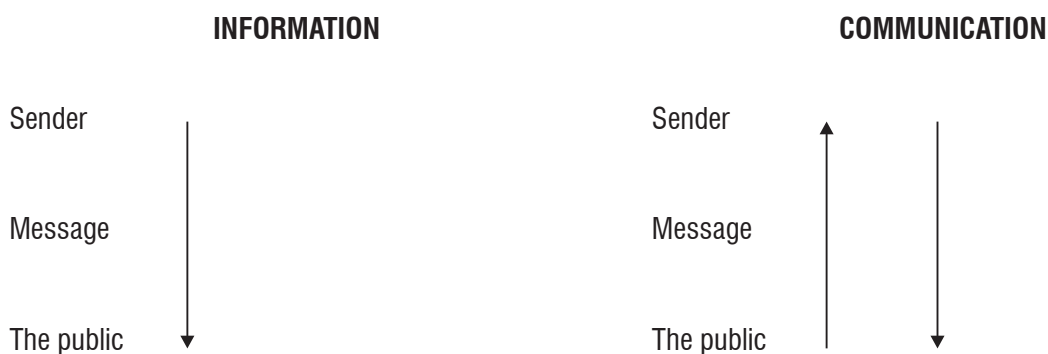 INFORMATION
COMMUNICATION
Sender
Sender
Message
Message
The public
The public